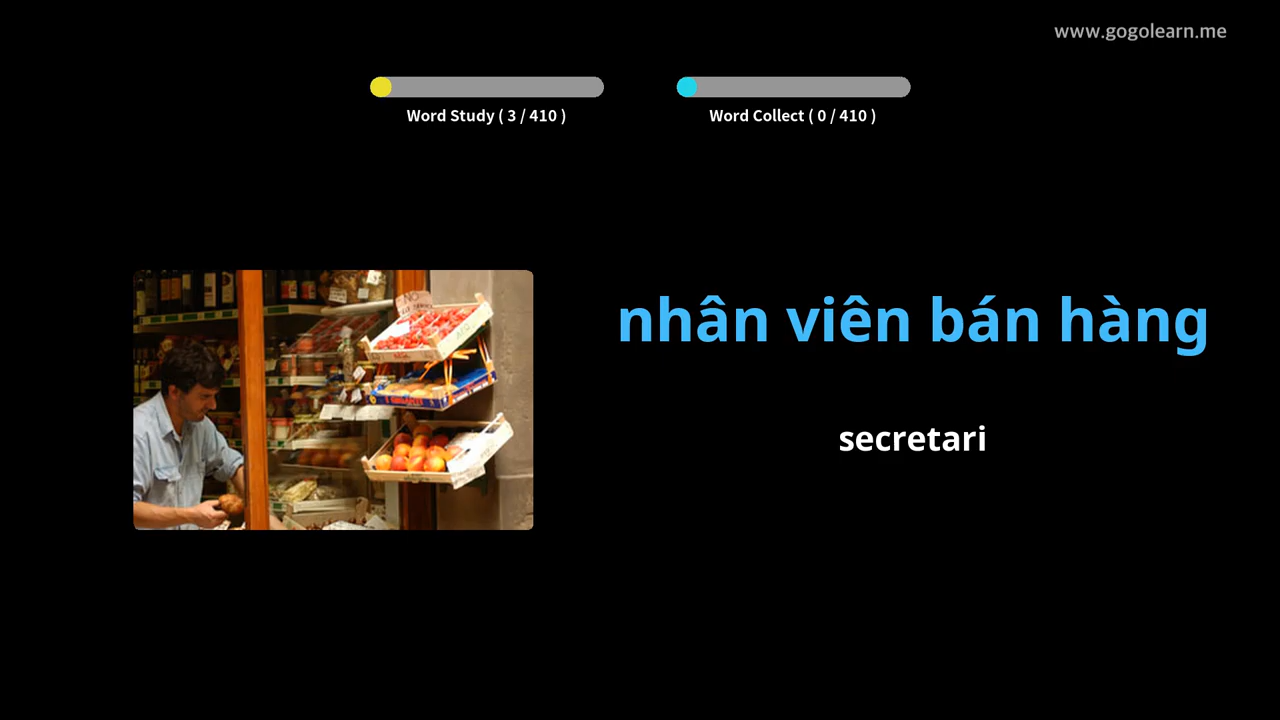 www.gogolearn.me
Word Study ( 3 / 410 )
Word Collect ( 0 / 410 )
nhân viên bán hàng
secretari